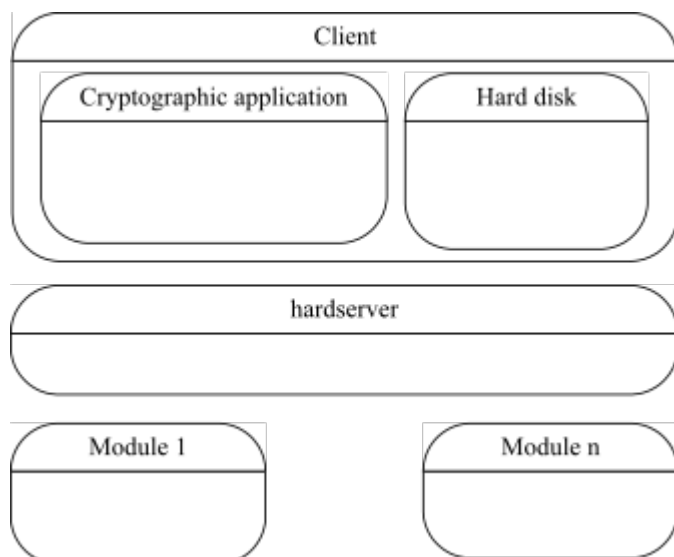 Client
Cryptographic application
Hard disk
hardserver
Module 1
Module n